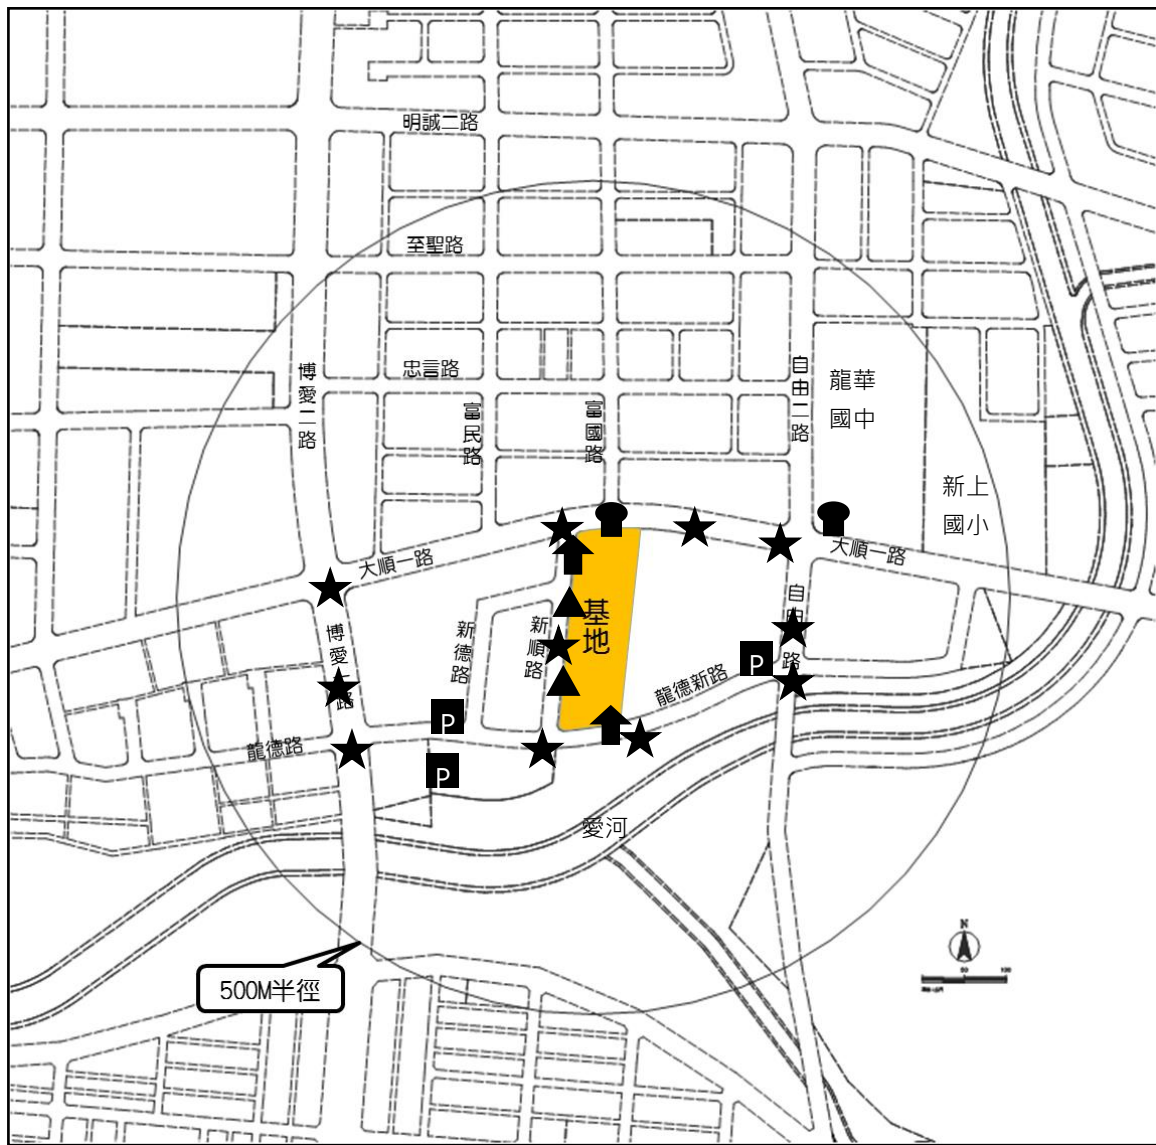 明誠二路
至聖路
忠言路
博愛二路
富民路
富國路
自由二路
龍華
國中
新上
國小
大順一路
大順一路
基地
新德路
新順路
自由
路
博愛
路
龍德新路
龍德路
P
P
P
愛河
500M半徑
N
50
100